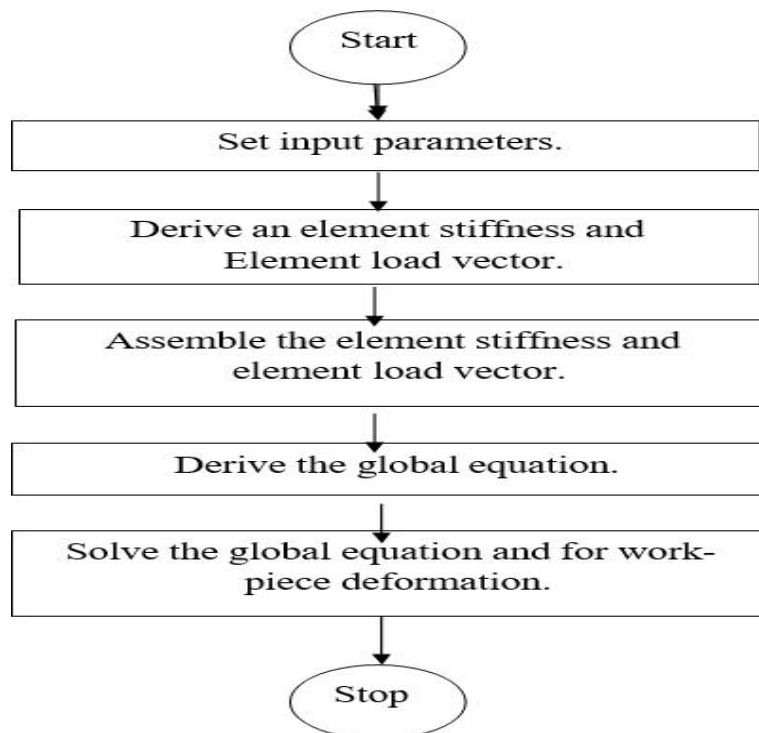 Start
Set input parameters.
Derive an element stiffness and
Element load vector.
Assemble the element stiffness and
element load vector.
Derive the global equation.
Solve the global equation and for work-
piece deformation.
Stop